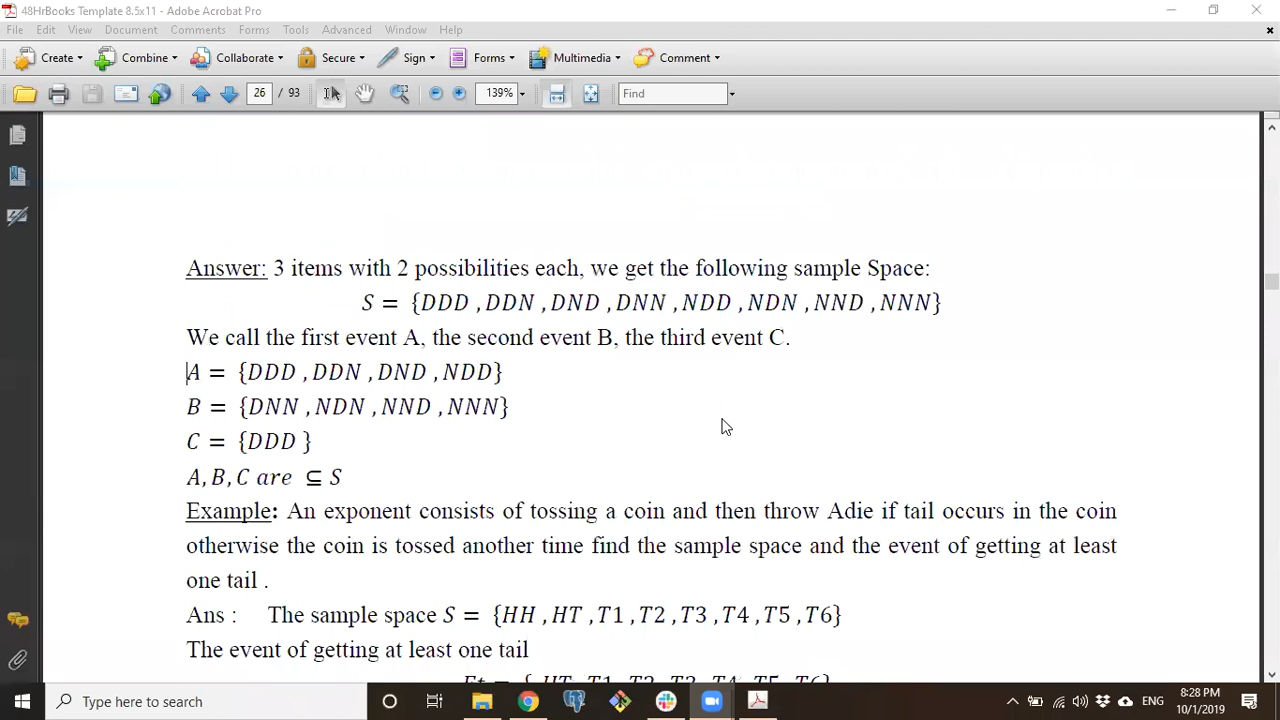 48HrBooks Template 8.5x11 - Adobe Acrobat Pro
File Edit View Document Comments Forms Tools Advanced Window Help
Create Combine Collaborate Secure Sign Forms Multimedia Comment
26 / 93 139% Find
Answer: 3 items with 2 possibilities each, we get the following sample Space:
S = {DDD ,DDN ,DND ,DNN ,NDD ,NDN ,NND ,NNN}
We call the first event A, the second event B, the third event C.
A = {DDD ,DDN ,DND ,NDD}
B = {DNN ,NDN ,NND ,NNN}
C = {DDD }
A,B,C are ⊆ S
Example: An exponent consists of tossing a coin and then throw Adie if tail occurs in the coin
otherwise the coin is tossed another time find the sample space and the event of getting at least
one tail .
Ans : The sample space S = {HH ,HT ,T1 ,T2 ,T3 ,T4 ,T5 ,T6}
The event of getting at least one tail
Type here to search
ENG
8:28 PM
10/1/2019